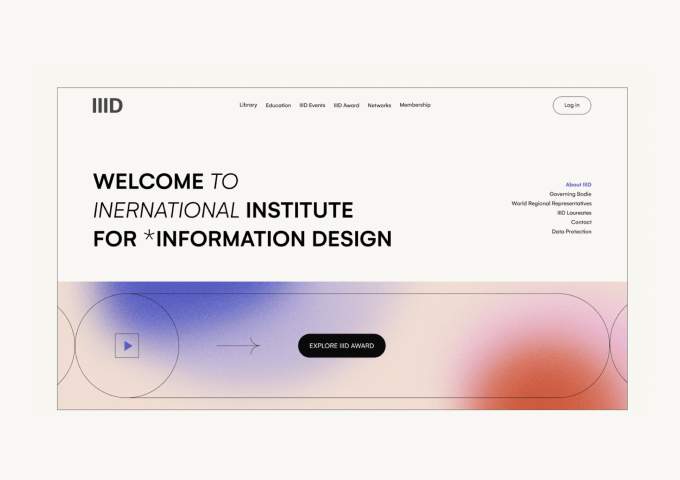 IIID
Library Education IIID Events IIID Award Networks Membership
Log in
WELCOME TO
INERNATIONAL INSTITUTE
FOR *INFORMATION DESIGN
About IIID
Governing Bodie
World Regional Representatives
IIID Laureates
Contact
Data Protection
EXPLORE IIID AWARD